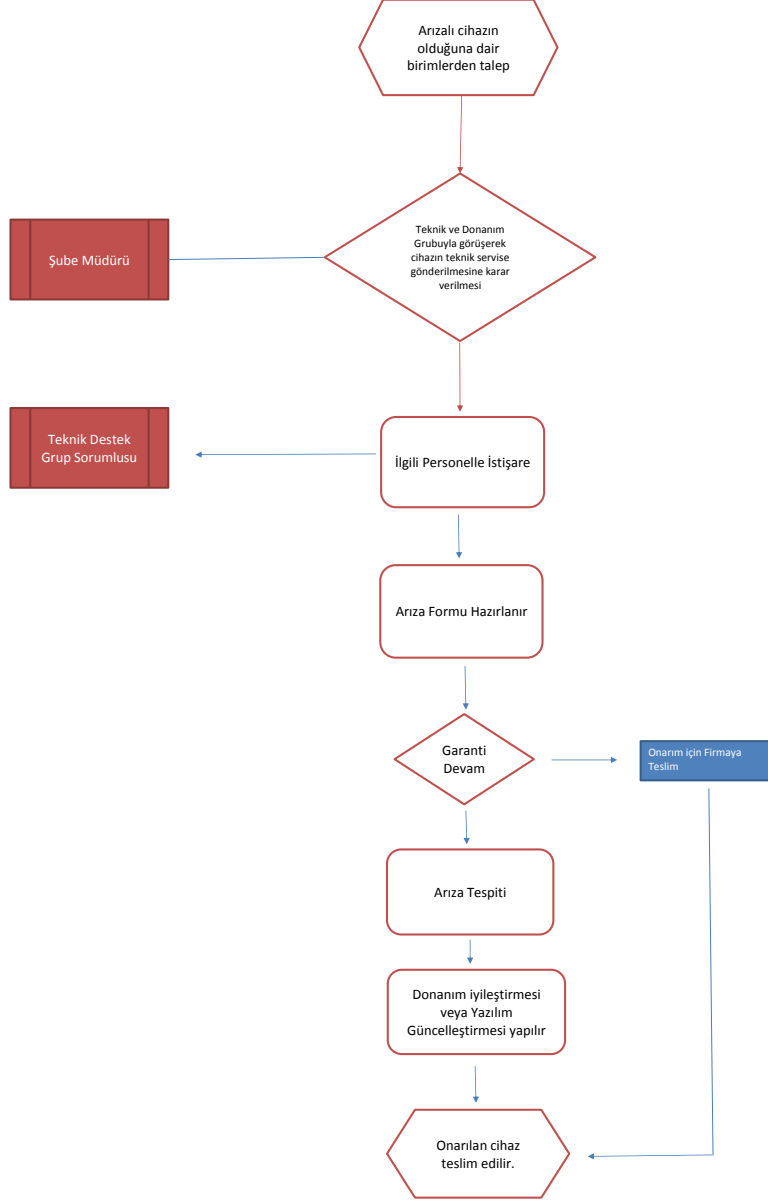 Arızalı cihazın
olduğuna dair
birimlerden talep
Teknik ve Donanım
Grubuyla görüşerek
cihazın teknik servise
gönderilmesine karar
verilmesi
Şube Müdürü
Teknik Destek
Grup Sorumlusu
İlgili Personelle İstişare
Arıza Formu Hazırlanır
Garanti
Devam
Onarım için Firmaya
Teslim
Arıza Tespiti
Donanım iyileştirmesi
veya Yazılım
Güncelleştirmesi yapılır
Onarılan cihaz
teslim edilir.